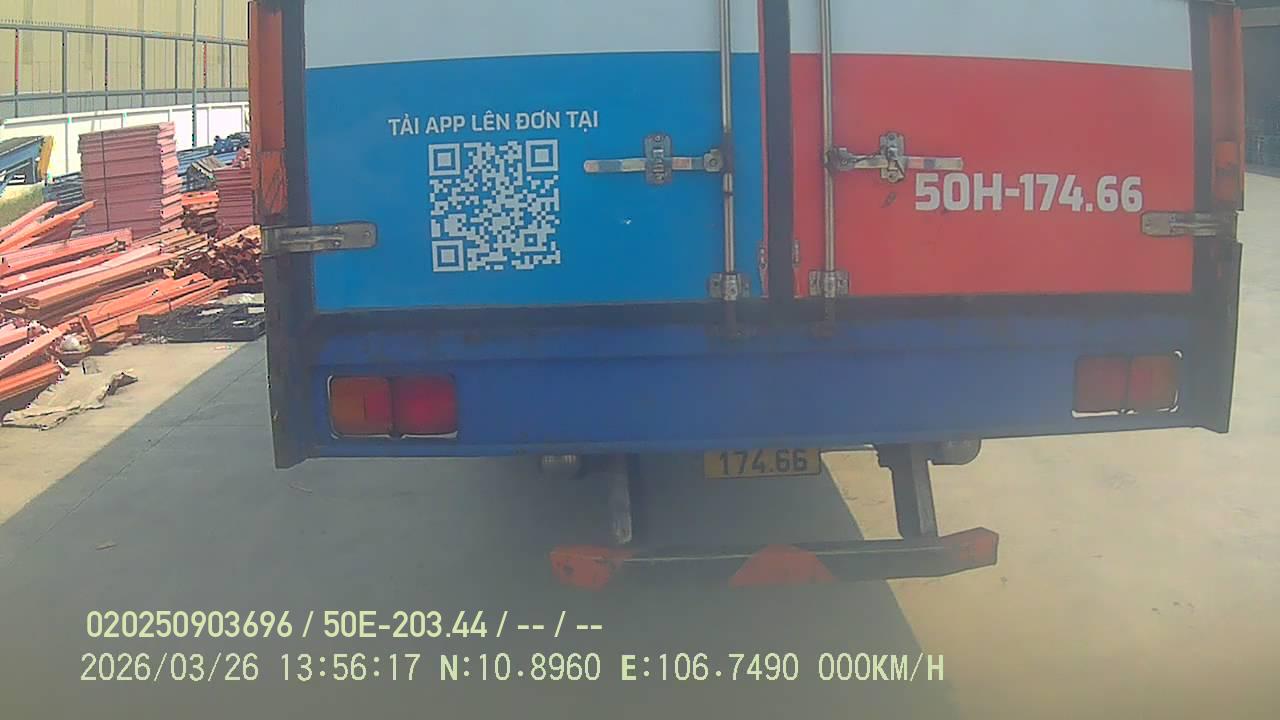 TẢI APP LÊN ĐƠN TẠI
50H-174.66
174.66
020250903696 / 50E-203.44 / -- / --
2026/03/26 13:56:17 N:10.8960 E:106.7490 000KM/H